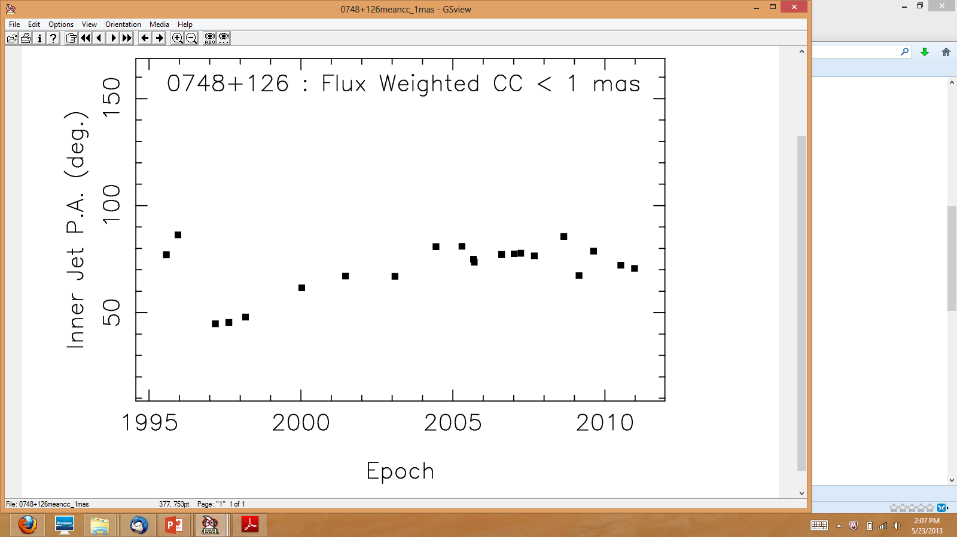 0748+126meancc_1mas - GSview
File Edit Options View Orientation Media Help
0748+126 : Flux Weighted CC < 1 mas
Inner Jet P.A. (deg.)
150
100
50
1995 2000 2005 2010
Epoch
File: 0748+126meancc_1mas 377, 753pt Page: "1" 1 of 1
2:07 PM
5/23/2013